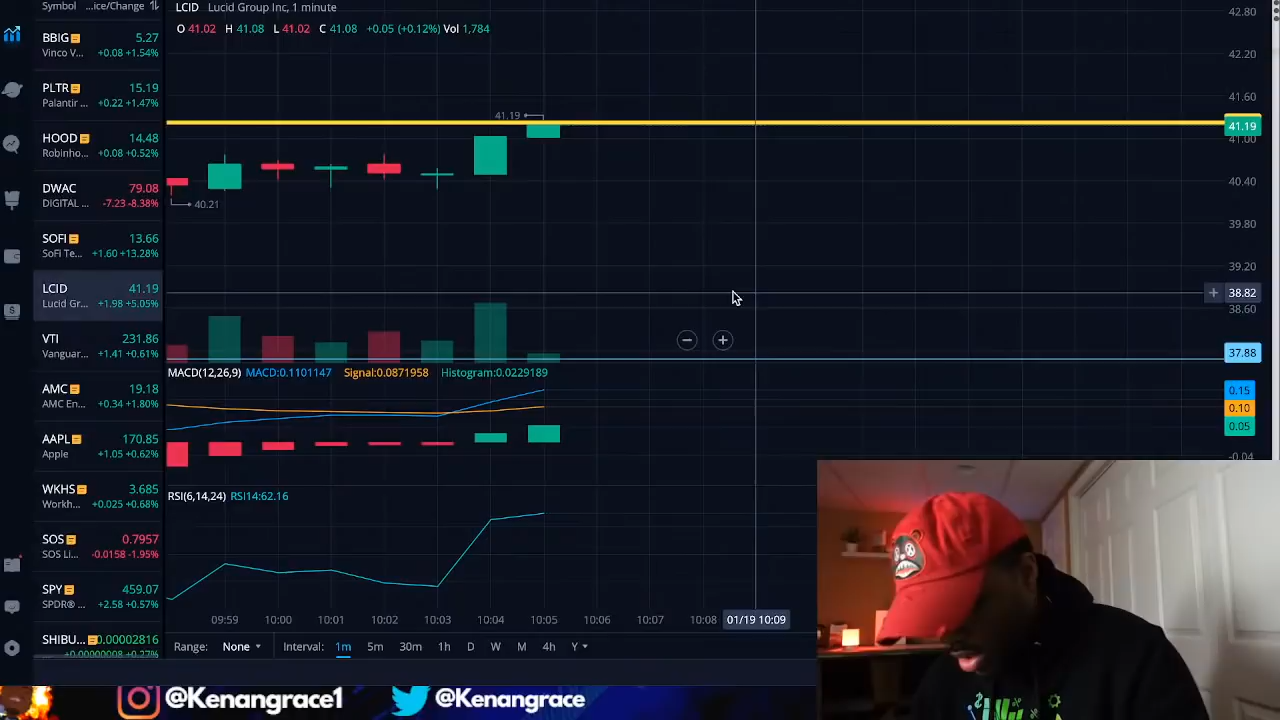 Symbol ...ice/Change
BBIG 5.27
Vinco V... +0.08 +1.54%
PLTR 15.19
Palantir ... +0.22 +1.47%
HOOD 14.48
Robinho... +0.08 +0.52%
DWAC 79.08
DIGITAL ... -7.23 -8.38%
SOFI 13.66
SoFi Te... +1.60 +13.28%
LCID 41.19
Lucid Gr... +1.98 +5.05%
VTI 231.86
Vanguar... +1.41 +0.61%
AMC 19.18
AMC En... +0.34 +1.80%
AAPL 170.85
Apple +1.05 +0.62%
WKHS 3.685
Workh... +0.025 +0.68%
SOS 0.7957
SOS Li... -0.0158 -1.95%
SPY 459.07
SPDR® ... +2.58 +0.57%
SHIBU... 0.00002816
+0.00000008 +0.27%
LCID Lucid Group Inc, 1 minute
O 41.02 H 41.08 L 41.02 C 41.08 +0.05 (+0.12%) Vol 1,784
41.19
40.21
42.80
42.20
41.60
41.19
41.00
40.40
39.80
39.20
38.82
38.60
37.88
MACD(12,26,9) MACD:0.1101147 Signal:0.0871958 Histogram:0.0229189
0.15
0.10
0.05
-0.04
RSI(6,14,24) RSI14:62.16
09:59 10:00 10:01 10:02 10:03 10:04 10:05 10:06 10:07 10:08 01/19 10:09
Range: None Interval: 1m 5m 30m 1h D W M 4h Y
@Kenangrace1 @Kenangrace